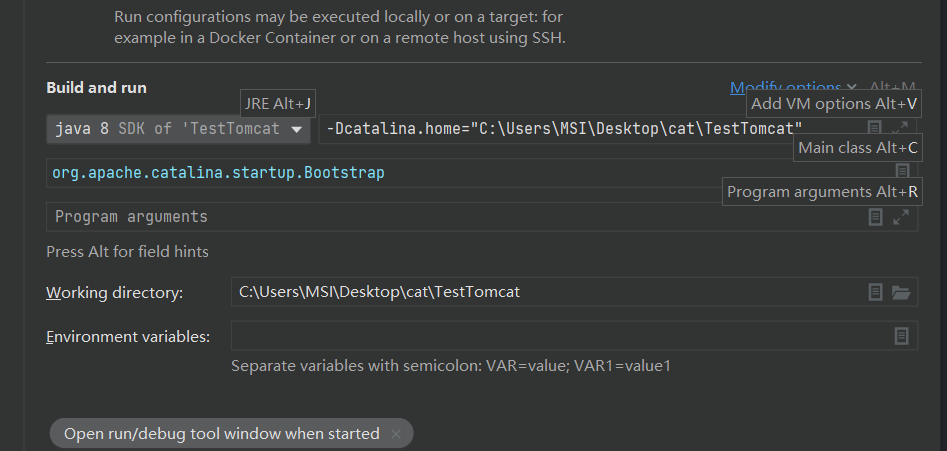 Run configurations may be executed locally or on a target: for
example in a Docker Container or on a remote host using SSH.
Build and run
Modify options Alt+M
JRE Alt+J
Add VM options Alt+V
java 8 SDK of 'TestTomcat
-Dcatalina.home="C:\Users\MSI\Desktop\cat\TestTomcat"
Main class Alt+C
org.apache.catalina.startup.Bootstrap
Program arguments Alt+R
Program arguments
Press Alt for field hints
Working directory:
C:\Users\MSI\Desktop\cat\TestTomcat
Environment variables:
Separate variables with semicolon: VAR=value; VAR1=value1
Open run/debug tool window when started ×